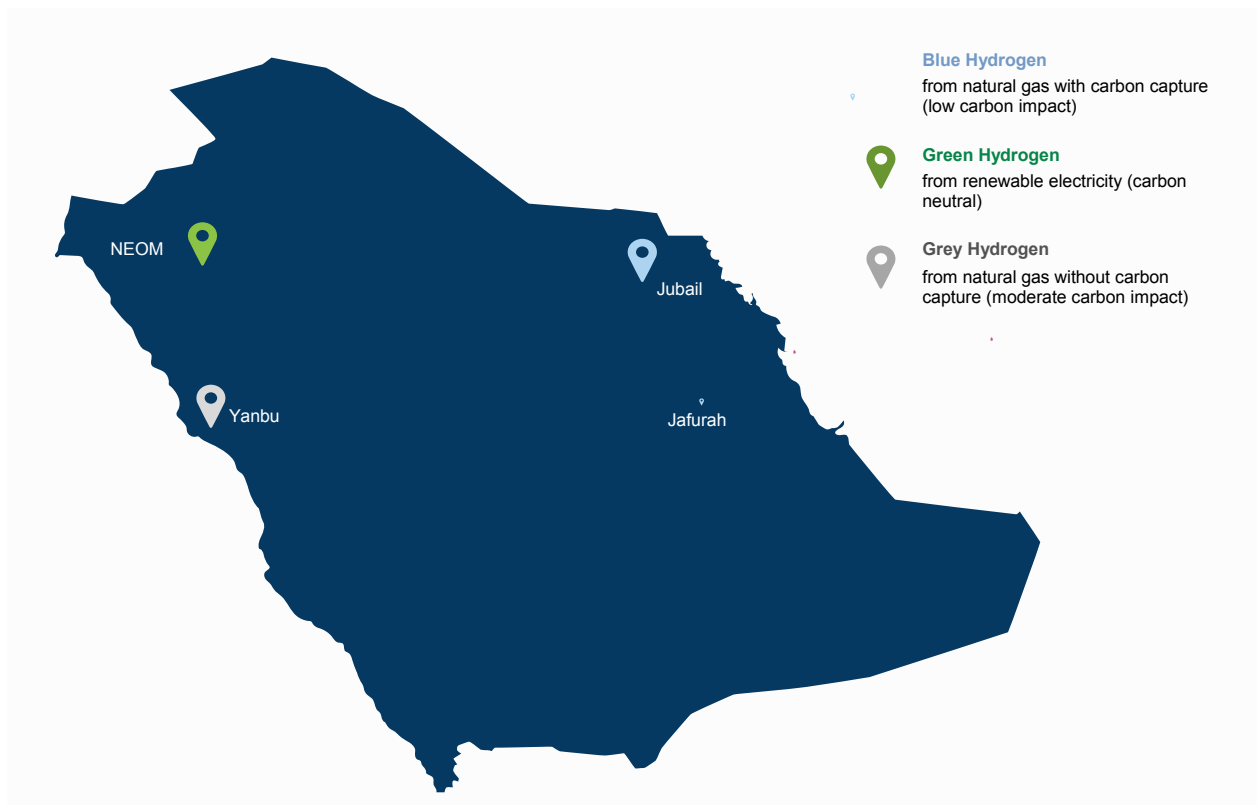 Blue Hydrogen
from natural gas with carbon capture
(low carbon impact)
Green Hydrogen
from renewable electricity (carbon
neutral)
Grey Hydrogen
from natural gas without carbon
capture (moderate carbon impact)
NEOM
Jubail
Yanbu
Jafurah